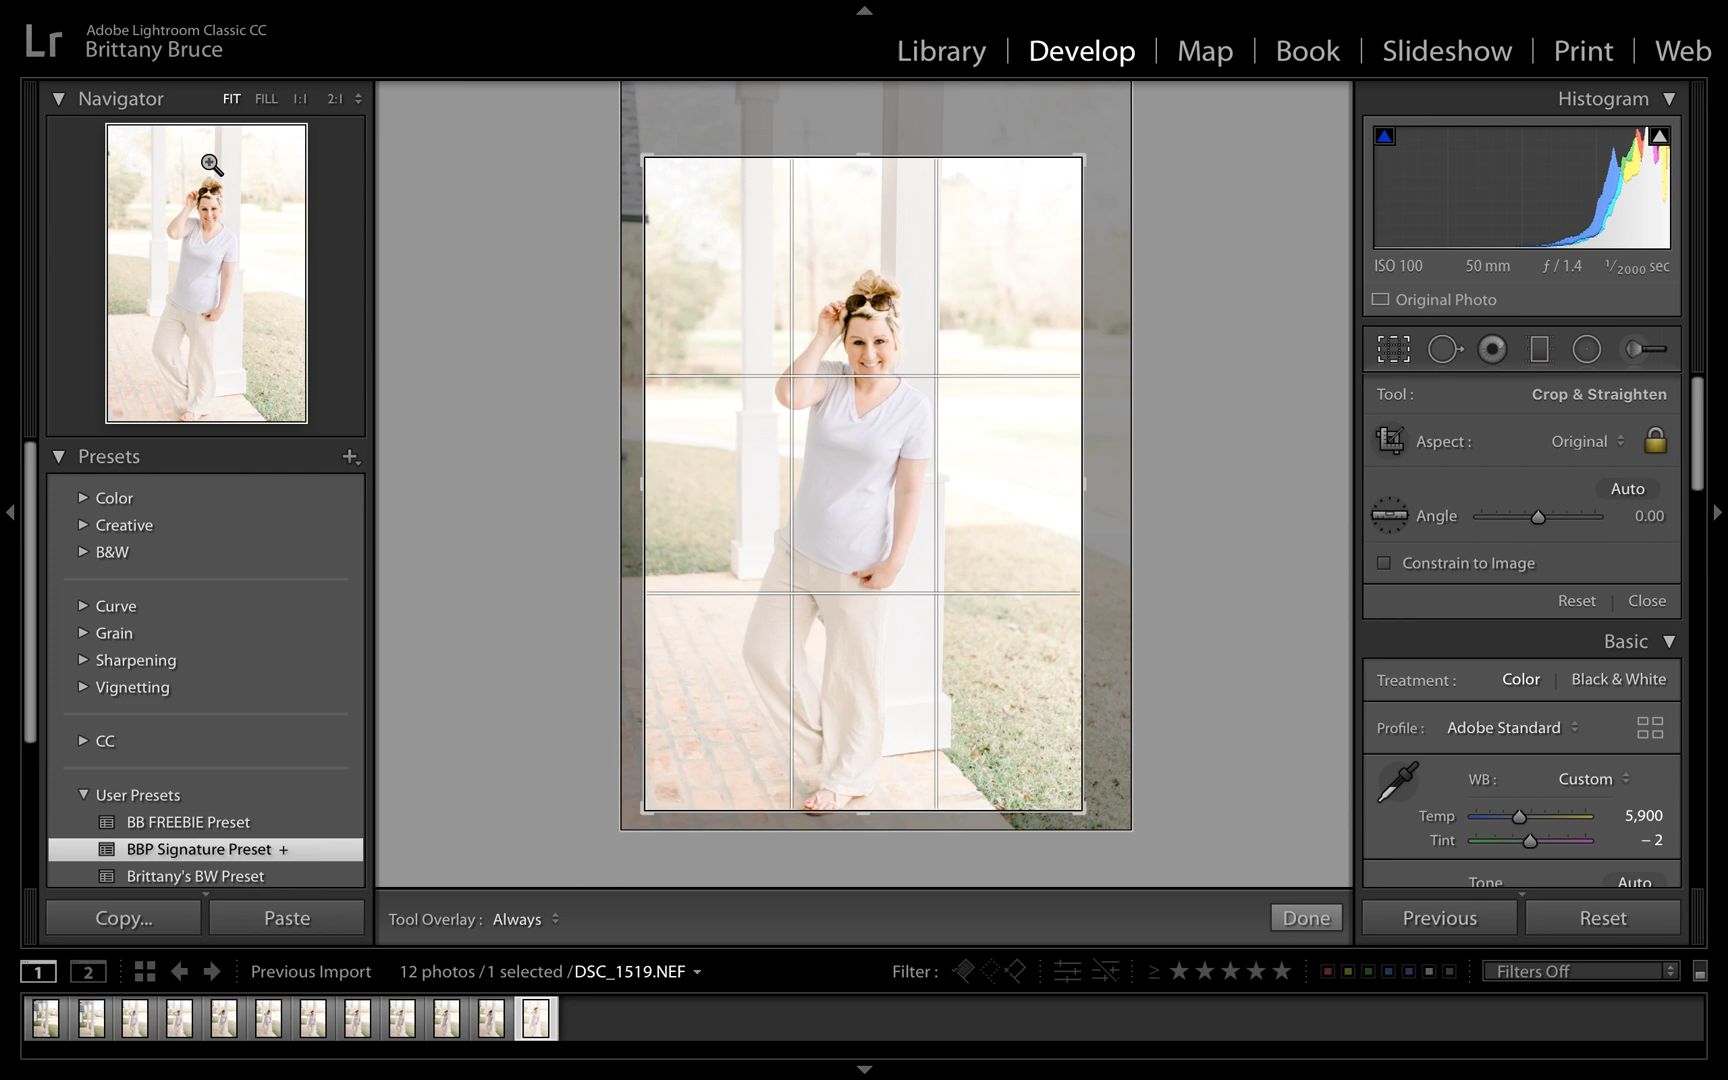 Lr
Adobe Lightroom Classic CC
Brittany Bruce
Library | Develop | Map | Book | Slideshow | Print | Web
Navigator FIT FILL 1:1 2:1
Presets +
Color
Creative
B&W
Curve
Grain
Sharpening
Vignetting
CC
User Presets
BB FREEBIE Preset
BBP Signature Preset +
Brittany's BW Preset
Copy... Paste
Tool Overlay : Always Done
Histogram
ISO 100 50 mm ƒ / 1.4 1/2000 sec
Original Photo
Tool : Crop & Straighten
Aspect : Original
Auto
Angle 0.00
Constrain to Image
Reset | Close
Basic
Treatment : Color | Black & White
Profile : Adobe Standard
WB : Custom
Temp 5,900
Tint – 2
Tone Auto
Previous Reset
1 2 Previous Import 12 photos / 1 selected / DSC_1519.NEF Filter : ≥ ★ ★ ★ ★ ★ Filters Off